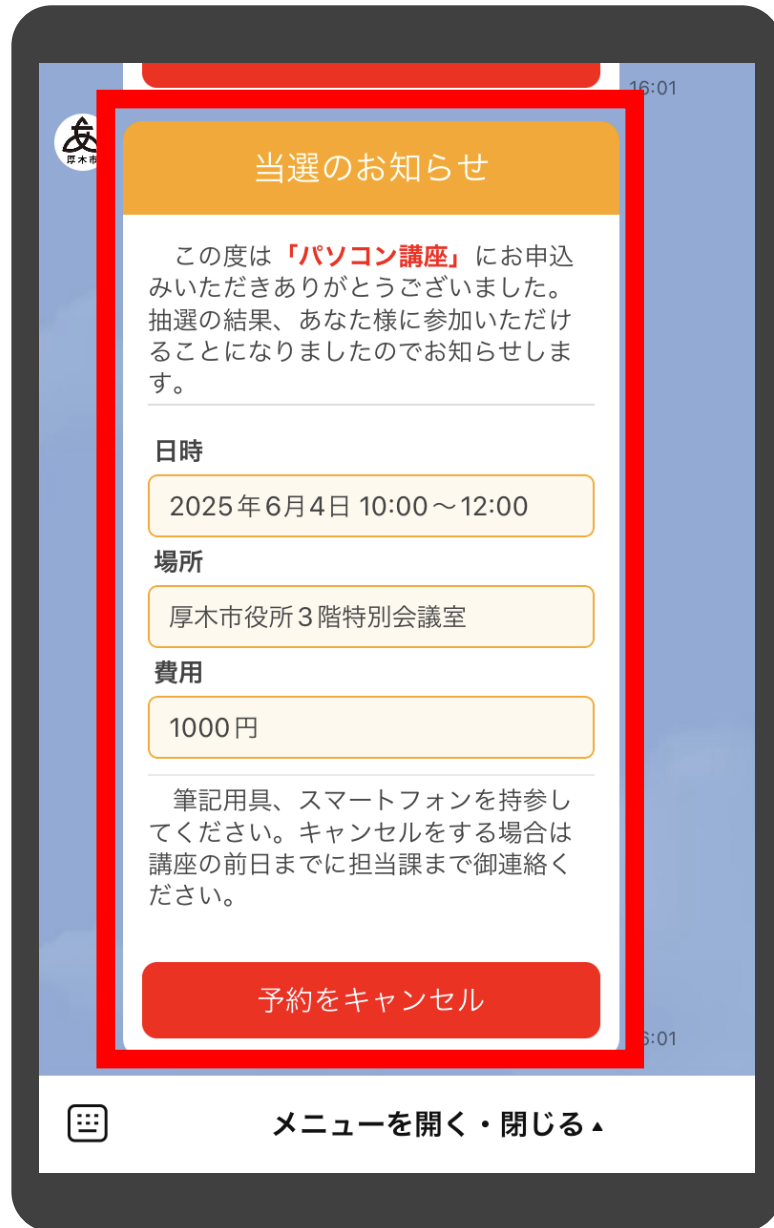 16:01
厚木市
当選のお知らせ
この度は「パソコン講座」にお申込
みいただきありがとうございました。
抽選の結果、あなた様に参加いただけ
ることになりましたのでお知らせしま
す。
日時
2025年6月4日 10:00～12:00
場所
厚木市役所3階特別会議室
費用
1000円
筆記用具、スマートフォンを持参し
てください。キャンセルをする場合は
講座の前日までに担当課まで御連絡く
ださい。
予約をキャンセル
6:01
メニューを開く・閉じる▲